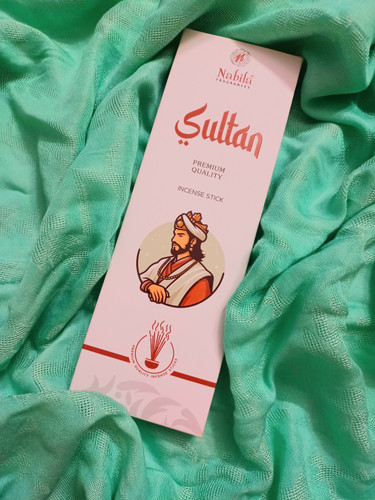 Nabila
FRAGRANCES
Sultan
PREMIUM
QUALITY
INCENSE STICK